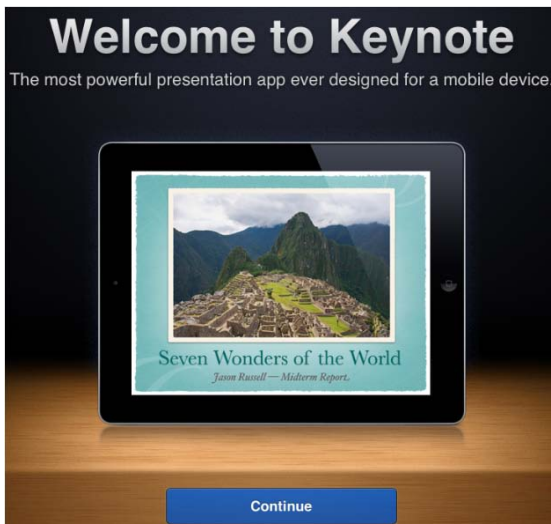 Welcome to Keynote
The most powerful presentation app ever designed for a mobile device.
Seven Wonders of the World
Jason Russell — Midterm Report
Continue